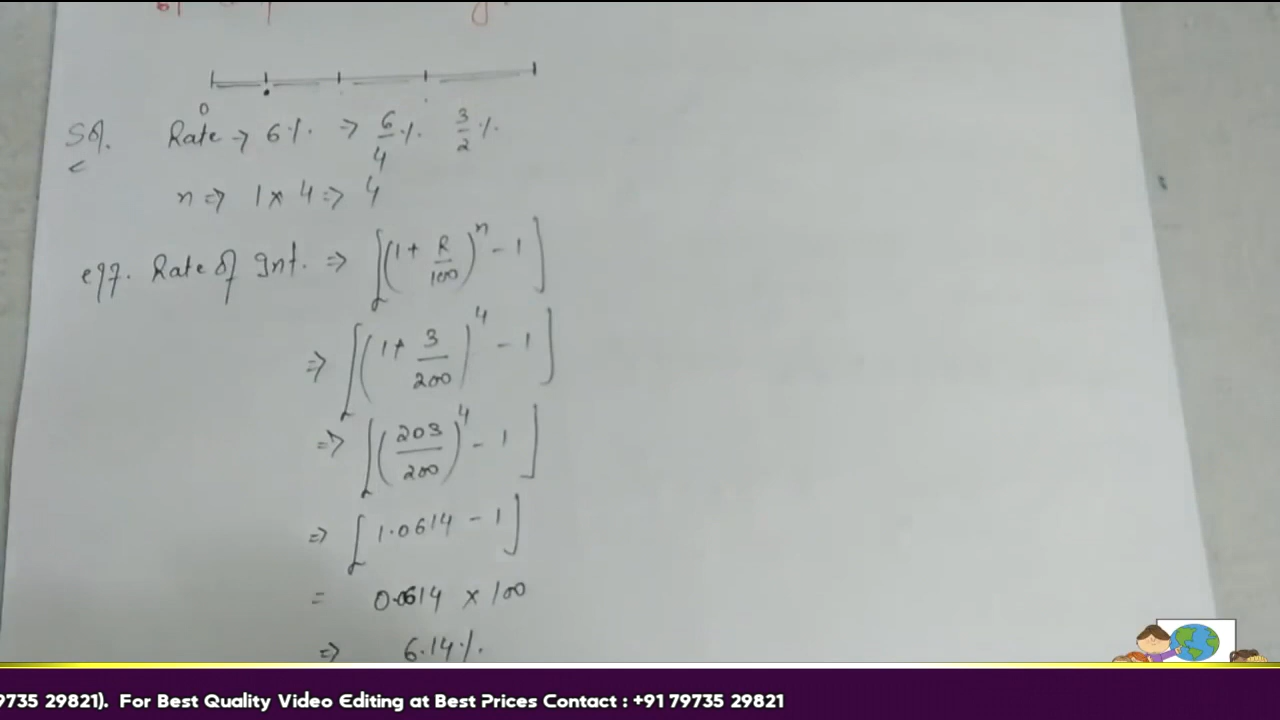 0
Sol. Rate → 6% ⇒ 6/4 % 3/2 %
n ⇒ 1 × 4 ⇒ 4
eff. Rate of Int. ⇒ [(1 + R/100)^n - 1]
⇒ [(1 + 3/200)^4 - 1]
⇒ [(203/200)^4 - 1]
⇒ [1.0614 - 1]
= 0.0614 × 100
⇒ 6.14%.
9735 29821). For Best Quality Video Editing at Best Prices Contact : +91 79735 29821